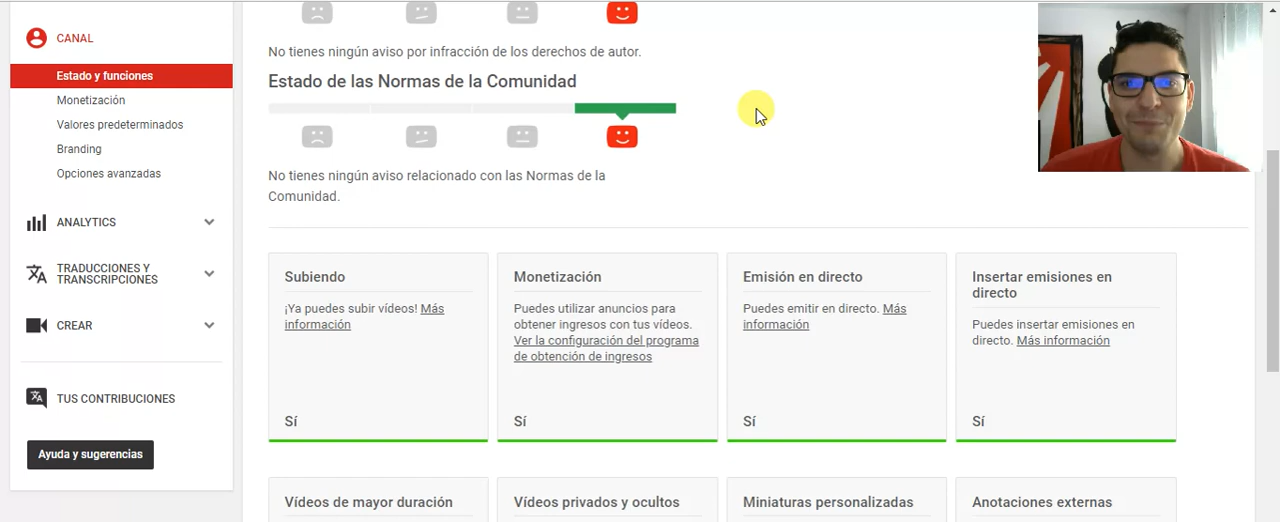 CANAL
Estado y funciones
Monetización
Valores predeterminados
Branding
Opciones avanzadas
ANALYTICS
TRADUCCIONES Y
TRANSCRIPCIONES
CREAR
TUS CONTRIBUCIONES
Ayuda y sugerencias
No tienes ningún aviso por infracción de los derechos de autor.
Estado de las Normas de la Comunidad
No tienes ningún aviso relacionado con las Normas de la
Comunidad.
Subiendo
¡Ya puedes subir vídeos! Más
información
Sí
Monetización
Puedes utilizar anuncios para
obtener ingresos con tus vídeos.
Ver la configuración del programa
de obtención de ingresos
Sí
Emisión en directo
Puedes emitir en directo. Más
información
Sí
Insertar emisiones en
directo
Puedes insertar emisiones en
directo. Más información
Sí
Vídeos de mayor duración
Vídeos privados y ocultos
Miniaturas personalizadas
Anotaciones externas